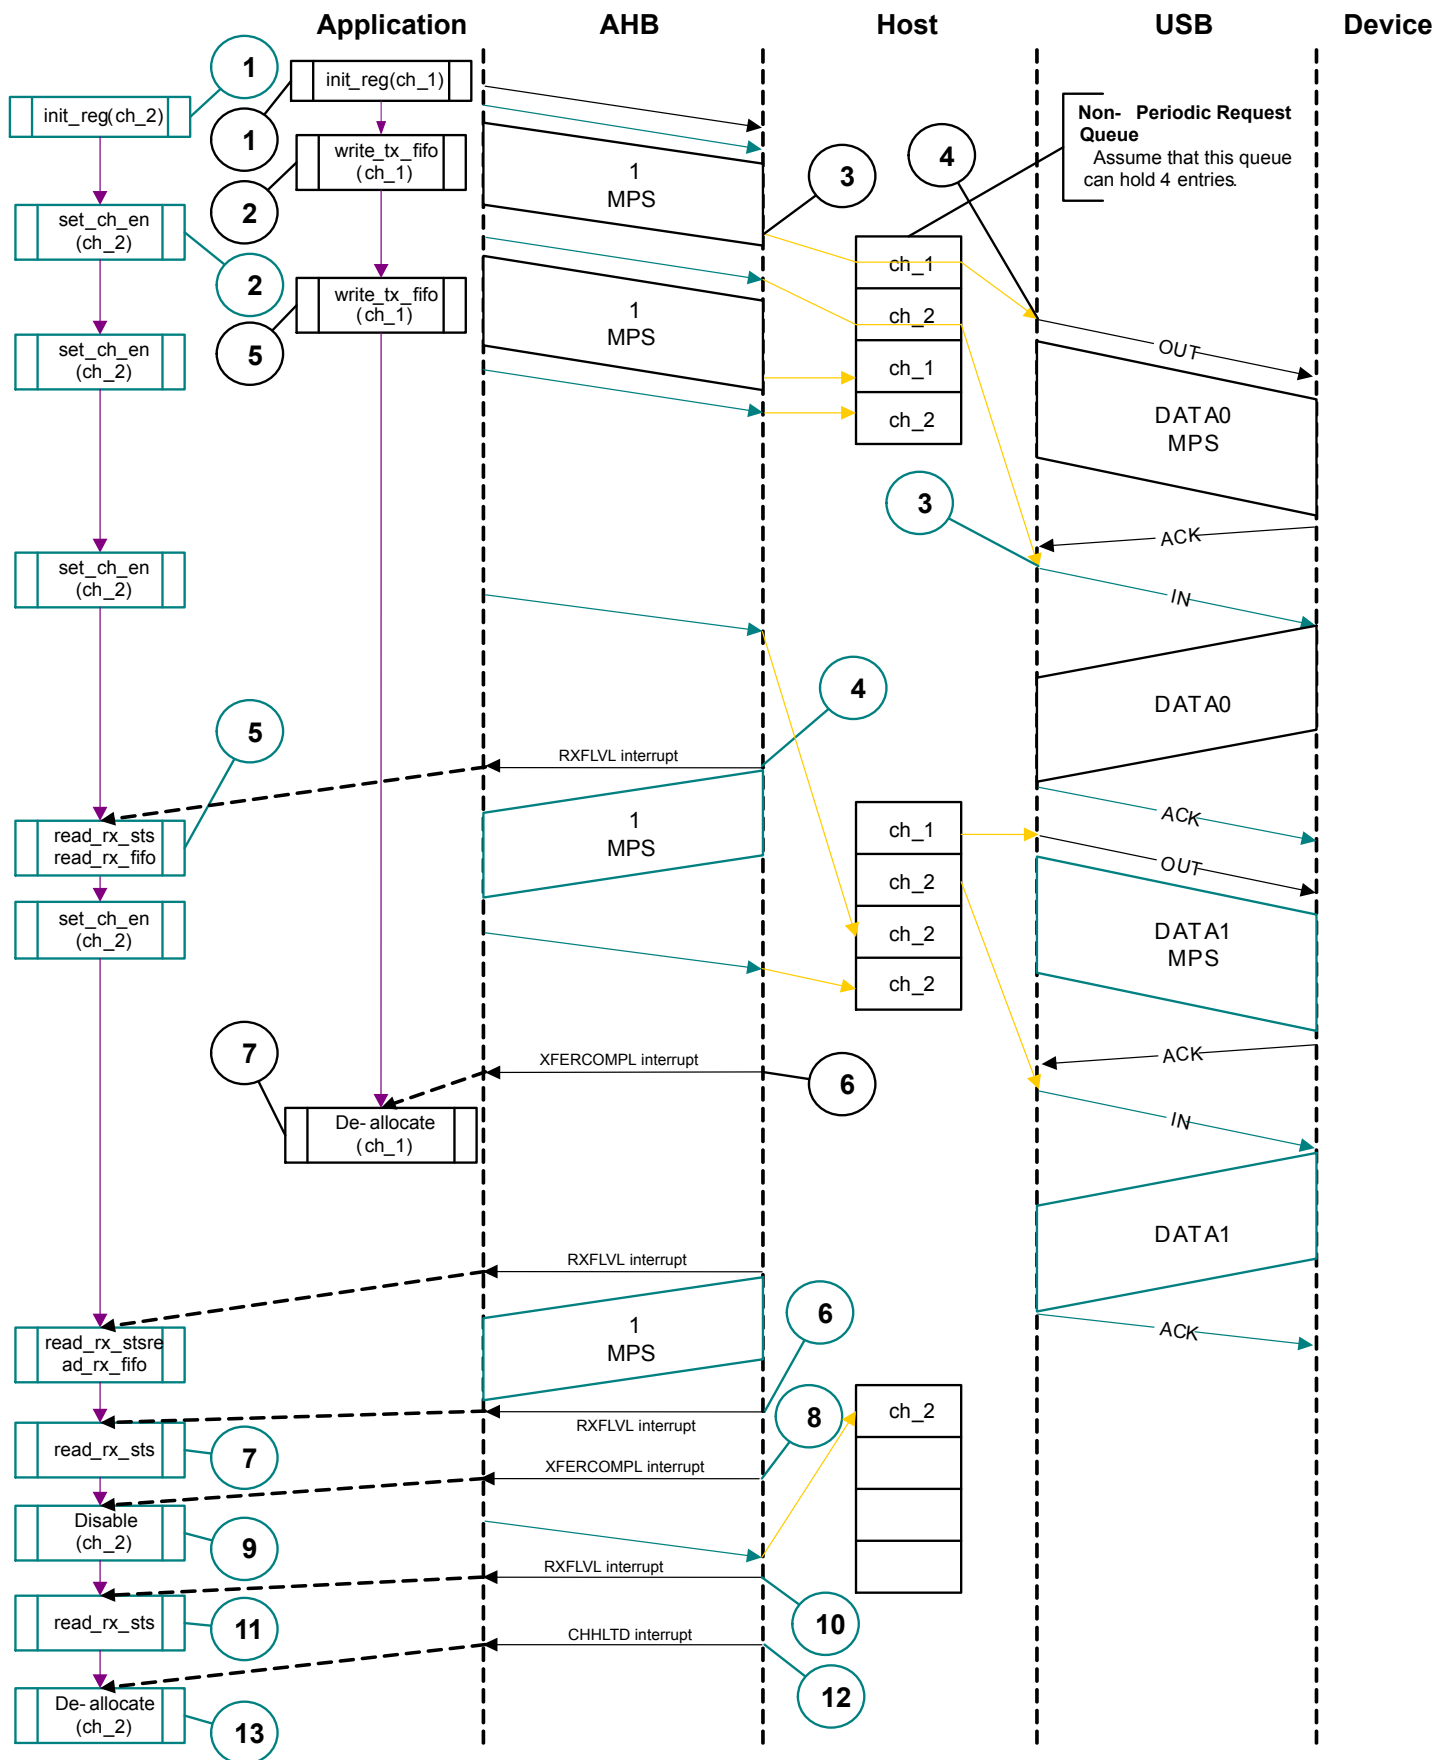 Application
AHB
Host
USB
Device
1
init_reg(ch_1)
init_reg(ch_2)
1
Non- Periodic Request
Queue
Assume that this queue
can hold 4 entries.
write_tx_fifo
(ch_1)
1
MPS
3
4
2
set_ch_en
(ch_2)
2
ch_1
write_tx_fifo
(ch_1)
1
MPS
ch_2
5
set_ch_en
(ch_2)
ch_1
OUT
ch_2
DATA0
MPS
3
ACK
set_ch_en
(ch_2)
IN
4
DATA0
5
RXFLVL interrupt
read_rx_sts
read_rx_fifo
1
MPS
ch_1
ACK
OUT
ch_2
set_ch_en
(ch_2)
ch_2
DATA1
MPS
ch_2
7
XFERCOMPL interrupt
6
ACK
De-allocate
(ch_1)
IN
DATA1
RXFLVL interrupt
6
read_rx_stsre
ad_rx_fifo
1
MPS
ACK
8
ch_2
RXFLVL interrupt
read_rx_sts
7
XFERCOMPL interrupt
Disable
(ch_2)
9
RXFLVL interrupt
read_rx_sts
11
10
CHHLTD interrupt
De-allocate
(ch_2)
12
13